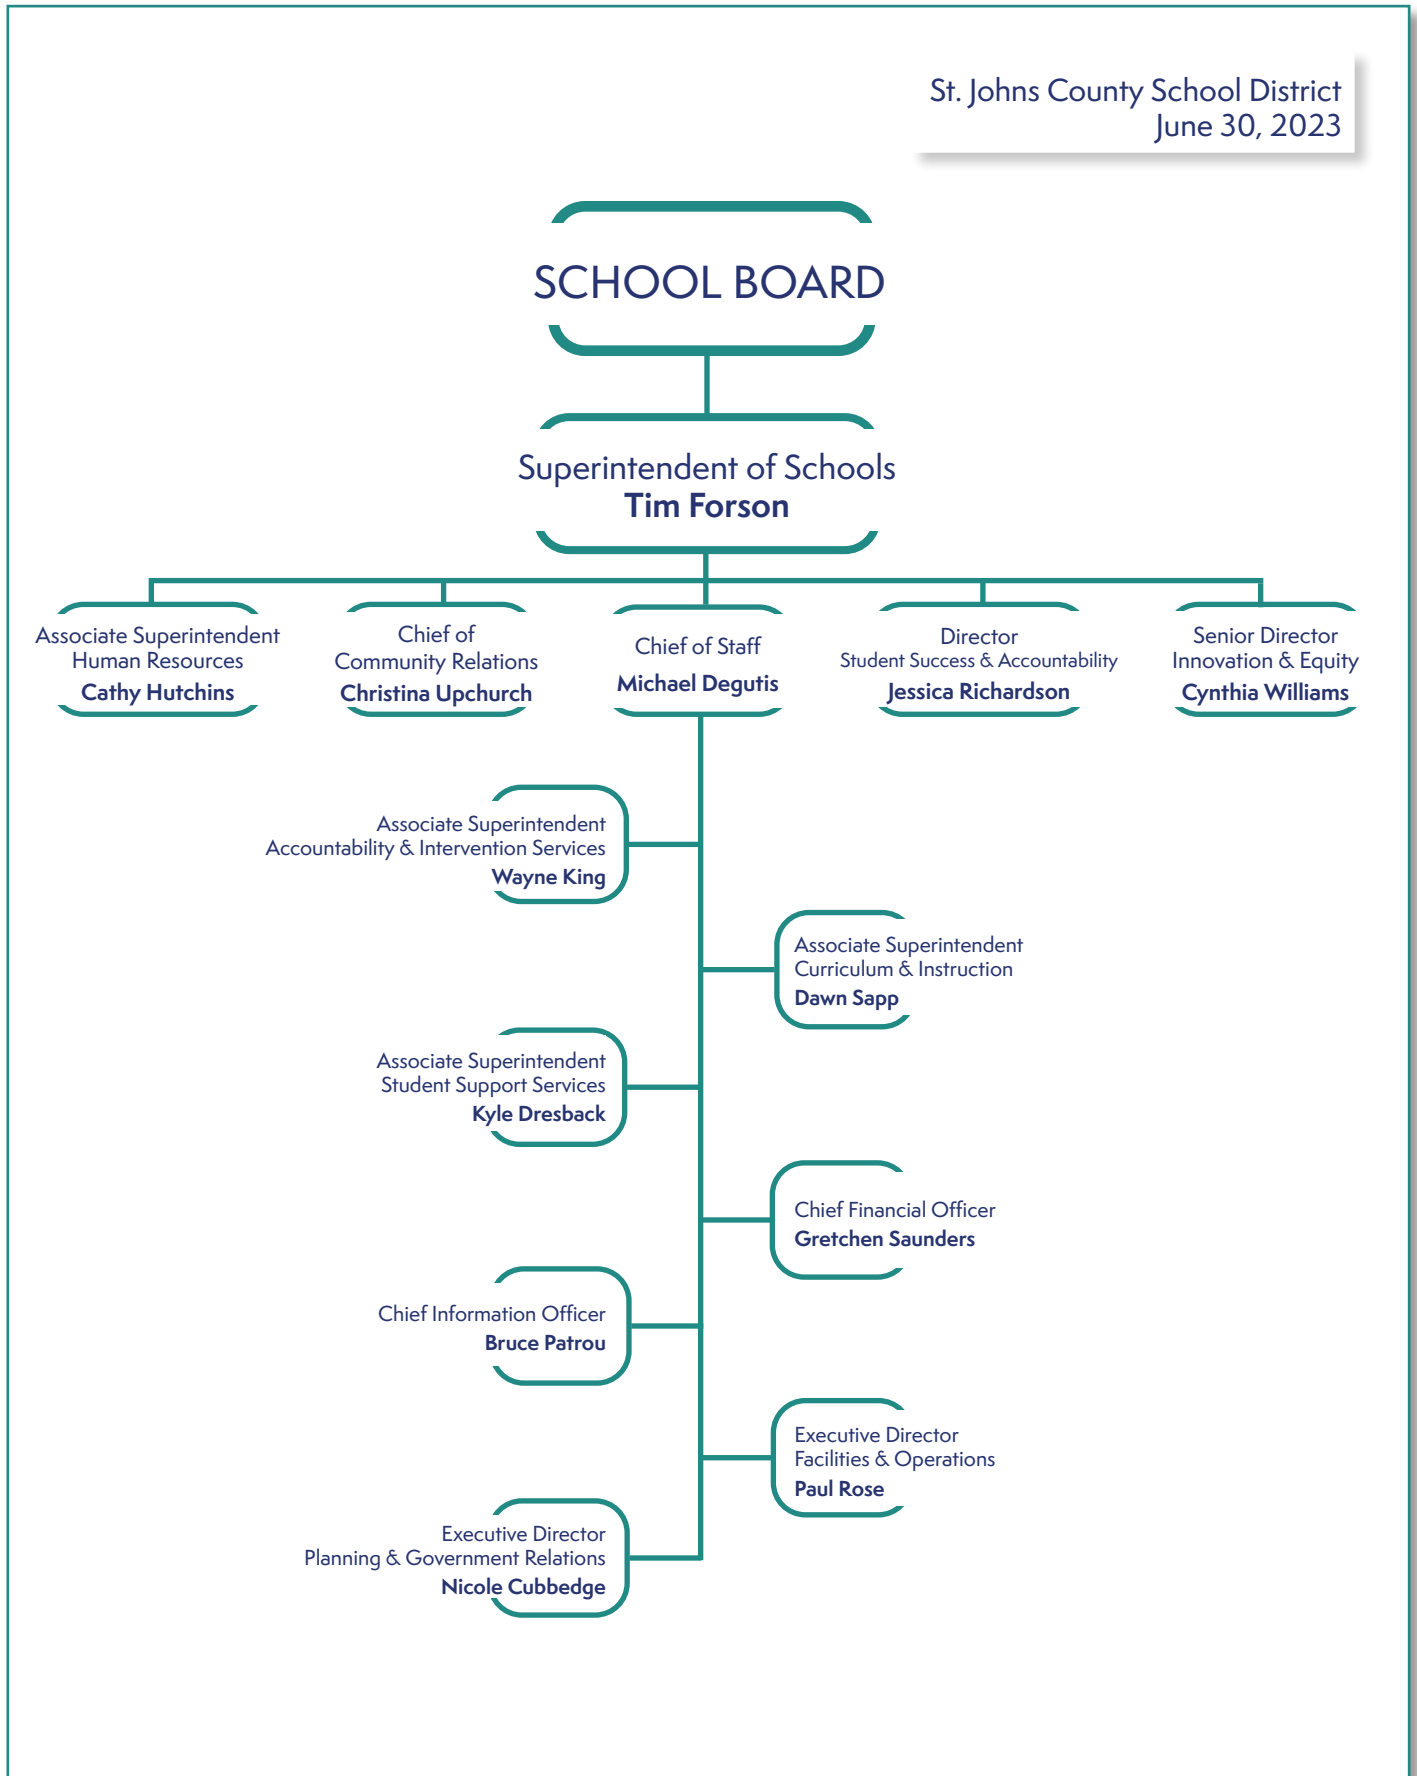 St. Johns County School District
June 30, 2023
SCHOOL BOARD
Superintendent of Schools
Tim Forson
Associate Superintendent
Human Resources
Cathy Hutchins
Chief of
Community Relations
Christina Upchurch
Chief of Staff
Michael Degutis
Director
Student Success & Accountability
Jessica Richardson
Senior Director
Innovation & Equity
Cynthia Williams
Associate Superintendent
Accountability & Intervention Services
Wayne King
Associate Superintendent
Curriculum & Instruction
Dawn Sapp
Associate Superintendent
Student Support Services
Kyle Dresback
Chief Financial Officer
Gretchen Saunders
Chief Information Officer
Bruce Patrou
Executive Director
Facilities & Operations
Paul Rose
Executive Director
Planning & Government Relations
Nicole Cubbedge